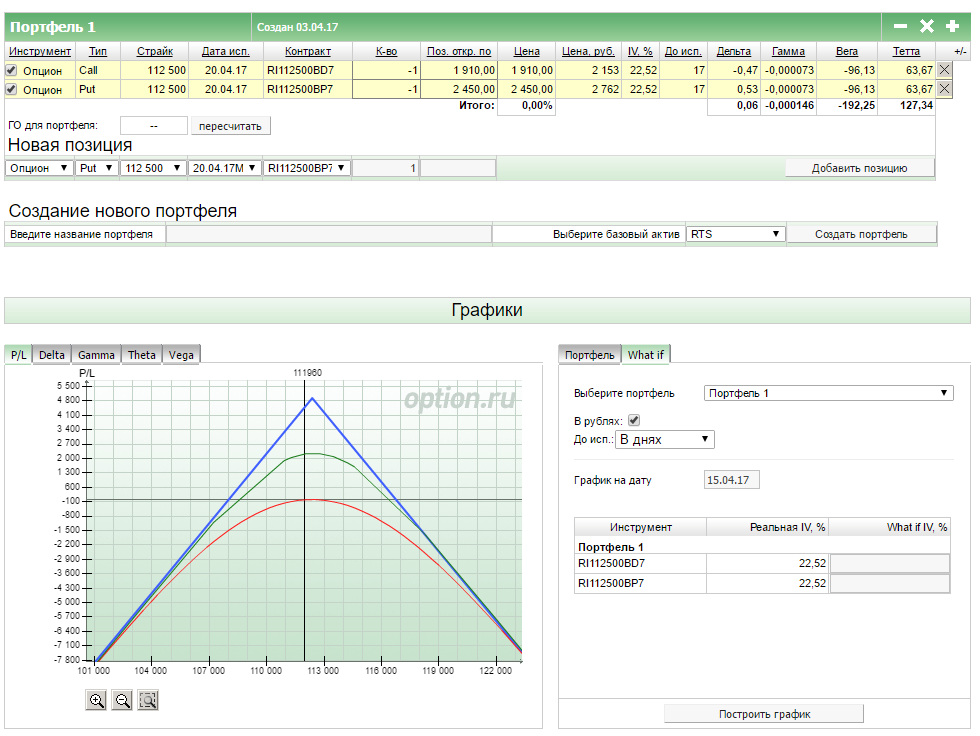 Портфель 1 Создан 03.04.17
Инструмент Тип Страйк Дата исп. Контракт К-во Поз. откр. по Цена Цена, руб. IV, % До исп. Дельта Гамма Вега Тетта +/-
Опцион Call 112 500 20.04.17 RI112500BD7 -1 1 910,00 1 910,00 2 153 22,52 17 -0,47 -0,000073 -96,13 63,67
Опцион Put 112 500 20.04.17 RI112500BP7 -1 2 450,00 2 450,00 2 762 22,52 17 0,53 -0,000073 -96,13 63,67
Итого: 0,00% 0,06 -0,000146 -192,25 127,34
ГО для портфеля: -- пересчитать
Новая позиция
Опцион Put 112 500 20.04.17М RI112500BP7 1 Добавить позицию
Создание нового портфеля
Введите название портфеля Выберите базовый актив RTS Создать портфель
Графики
P/L Delta Gamma Theta Vega
P/L
111960
option.ru
5 500
4 800
4 100
3 400
2 700
2 000
1 300
600
-100
-800
-1 500
-2 200
-2 900
-3 600
-4 300
-5 000
-5 700
-6 400
-7 100
-7 800
101 000 104 000 107 000 110 000 113 000 116 000 119 000 122 000
Портфель What if
Выберите портфель Портфель 1
В рублях:
До исп.: В днях
График на дату 15.04.17
Инструмент Реальная IV, % What if IV, %
Портфель 1
RI112500BD7 22,52
RI112500BP7 22,52
Построить график